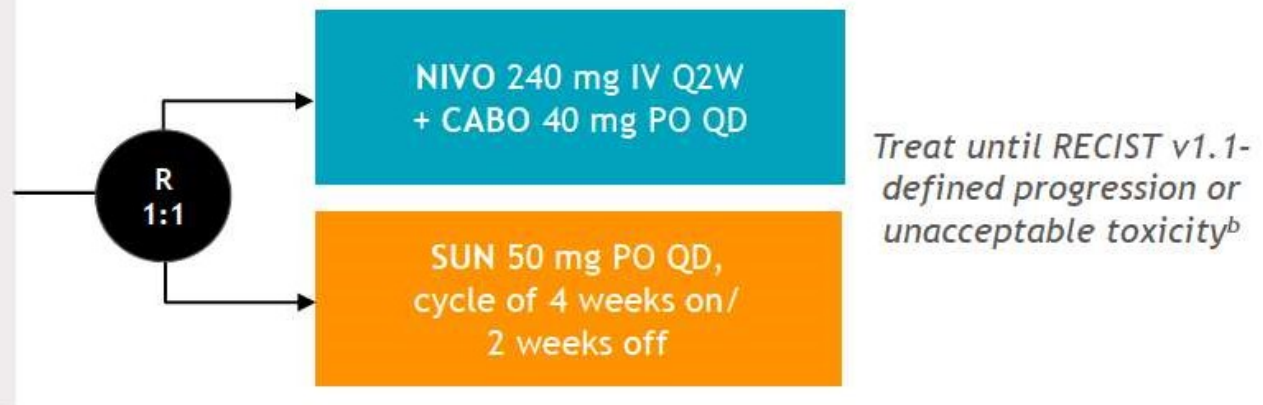 R
1:1
NIVO 240 mg IV Q2W
+ CABO 40 mg PO QD
SUN 50 mg PO QD,
cycle of 4 weeks on/
2 weeks off
Treat until RECIST v1.1-
defined progression or
unacceptable toxicityᵇ